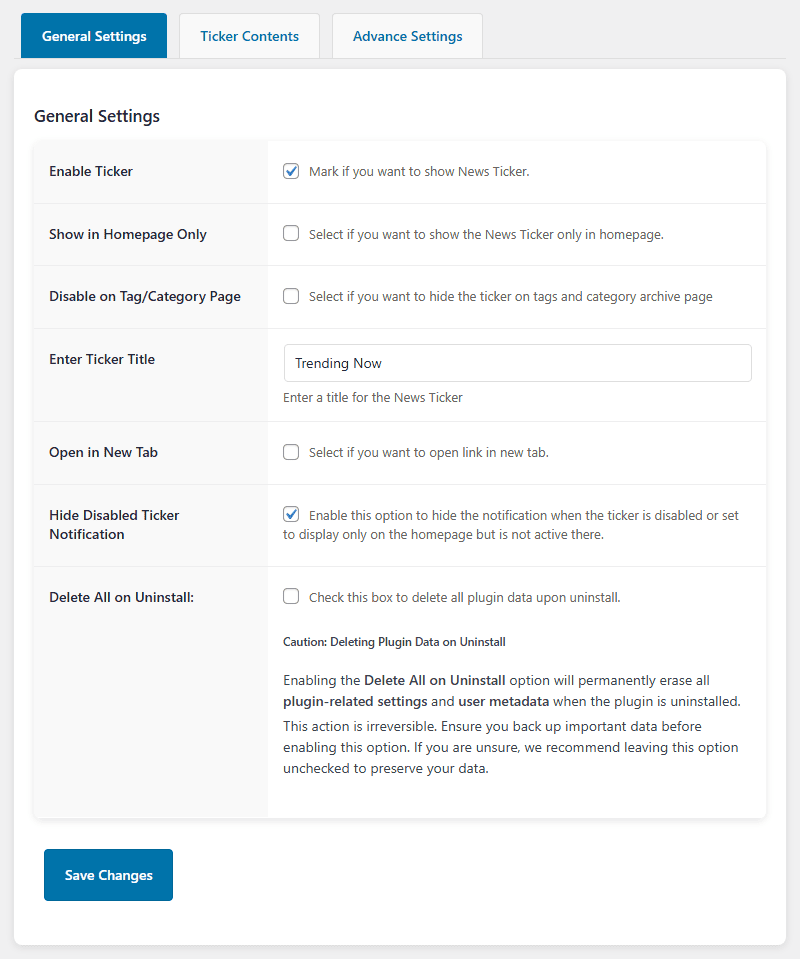 General Settings
Ticker Contents
Advance Settings
General Settings
Enable Ticker
Mark if you want to show News Ticker.
Show in Homepage Only
Select if you want to show the News Ticker only in homepage.
Disable on Tag/Category Page
Select if you want to hide the ticker on tags and category archive page
Enter Ticker Title
Trending Now
Enter a title for the News Ticker
Open in New Tab
Select if you want to open link in new tab.
Hide Disabled Ticker
Notification
Enable this option to hide the notification when the ticker is disabled or set
to display only on the homepage but is not active there.
Delete All on Uninstall:
Check this box to delete all plugin data upon uninstall.
Caution: Deleting Plugin Data on Uninstall
Enabling the Delete All on Uninstall option will permanently erase all
plugin-related settings and user metadata when the plugin is uninstalled.
This action is irreversible. Ensure you back up important data before
enabling this option. If you are unsure, we recommend leaving this option
unchecked to preserve your data.
Save Changes